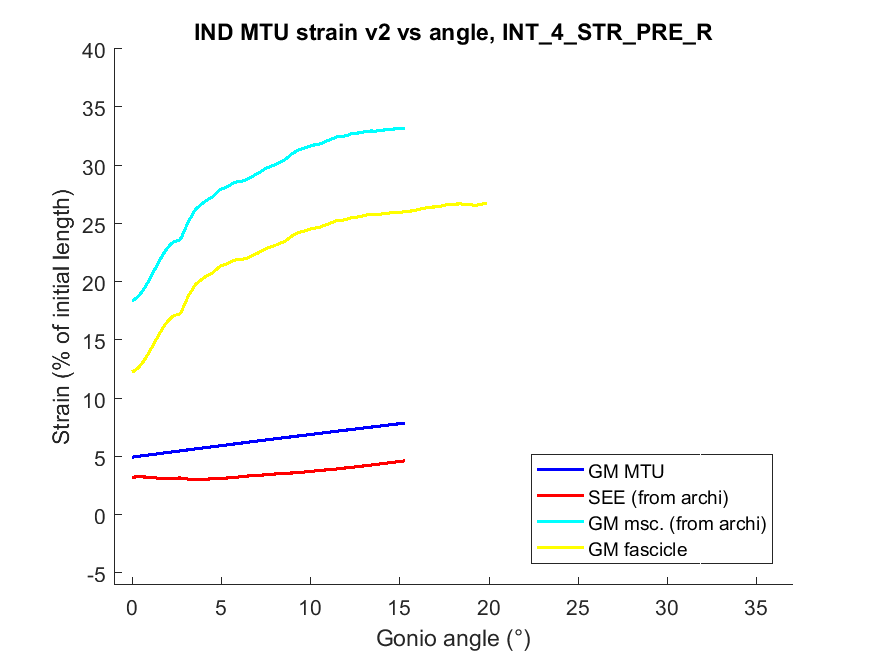 IND MTU strain v2 vs angle, INT_4_STR_PRE_R
40
35
30
25
20
15
10
5
0
-5
Strain (% of initial length)
0 5 10 15 20 25 30 35
Gonio angle (°)
GM MTU
SEE (from archi)
GM msc. (from archi)
GM fascicle